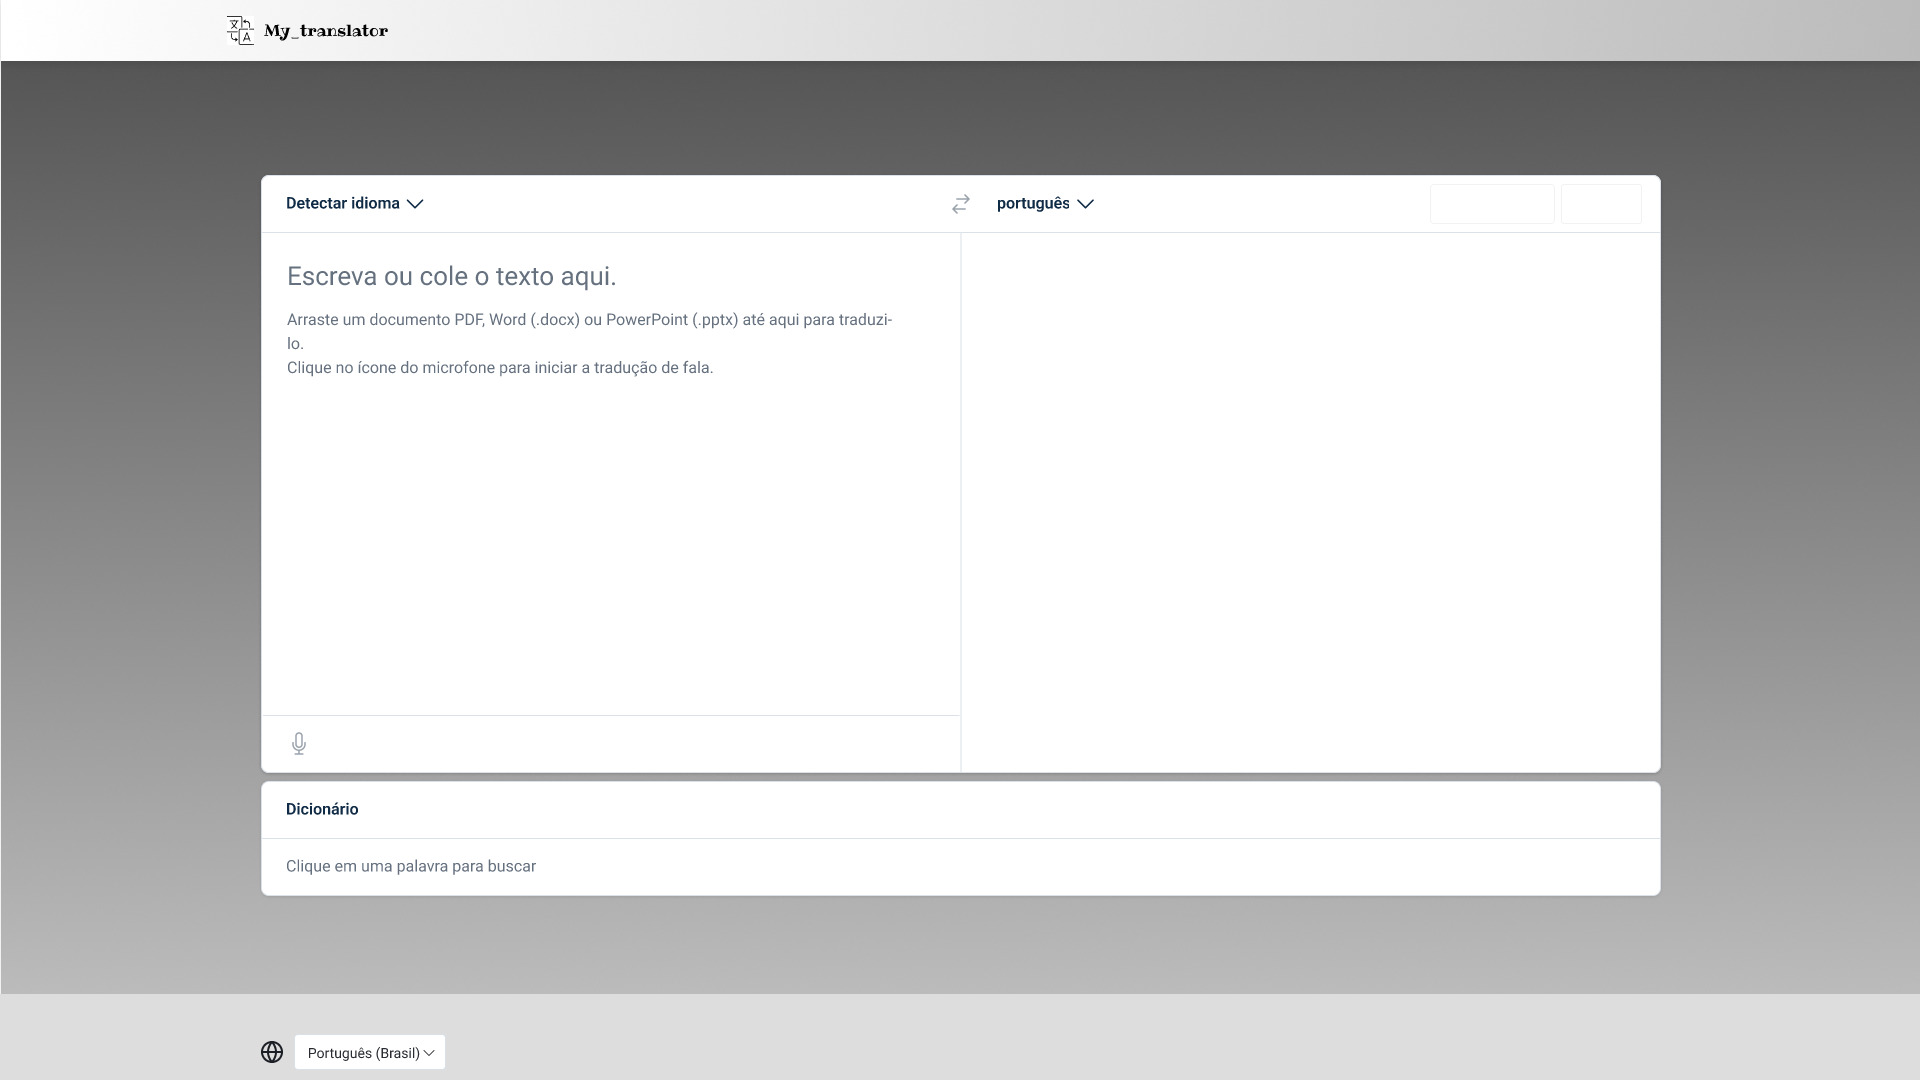 My_translator
Detectar idioma
português
Escreva ou cole o texto aqui.
Arraste um documento PDF, Word (.docx) ou PowerPoint (.pptx) até aqui para traduzi-
lo.
Clique no ícone do microfone para iniciar a tradução de fala.
Dicionário
Clique em uma palavra para buscar
Português (Brasil)